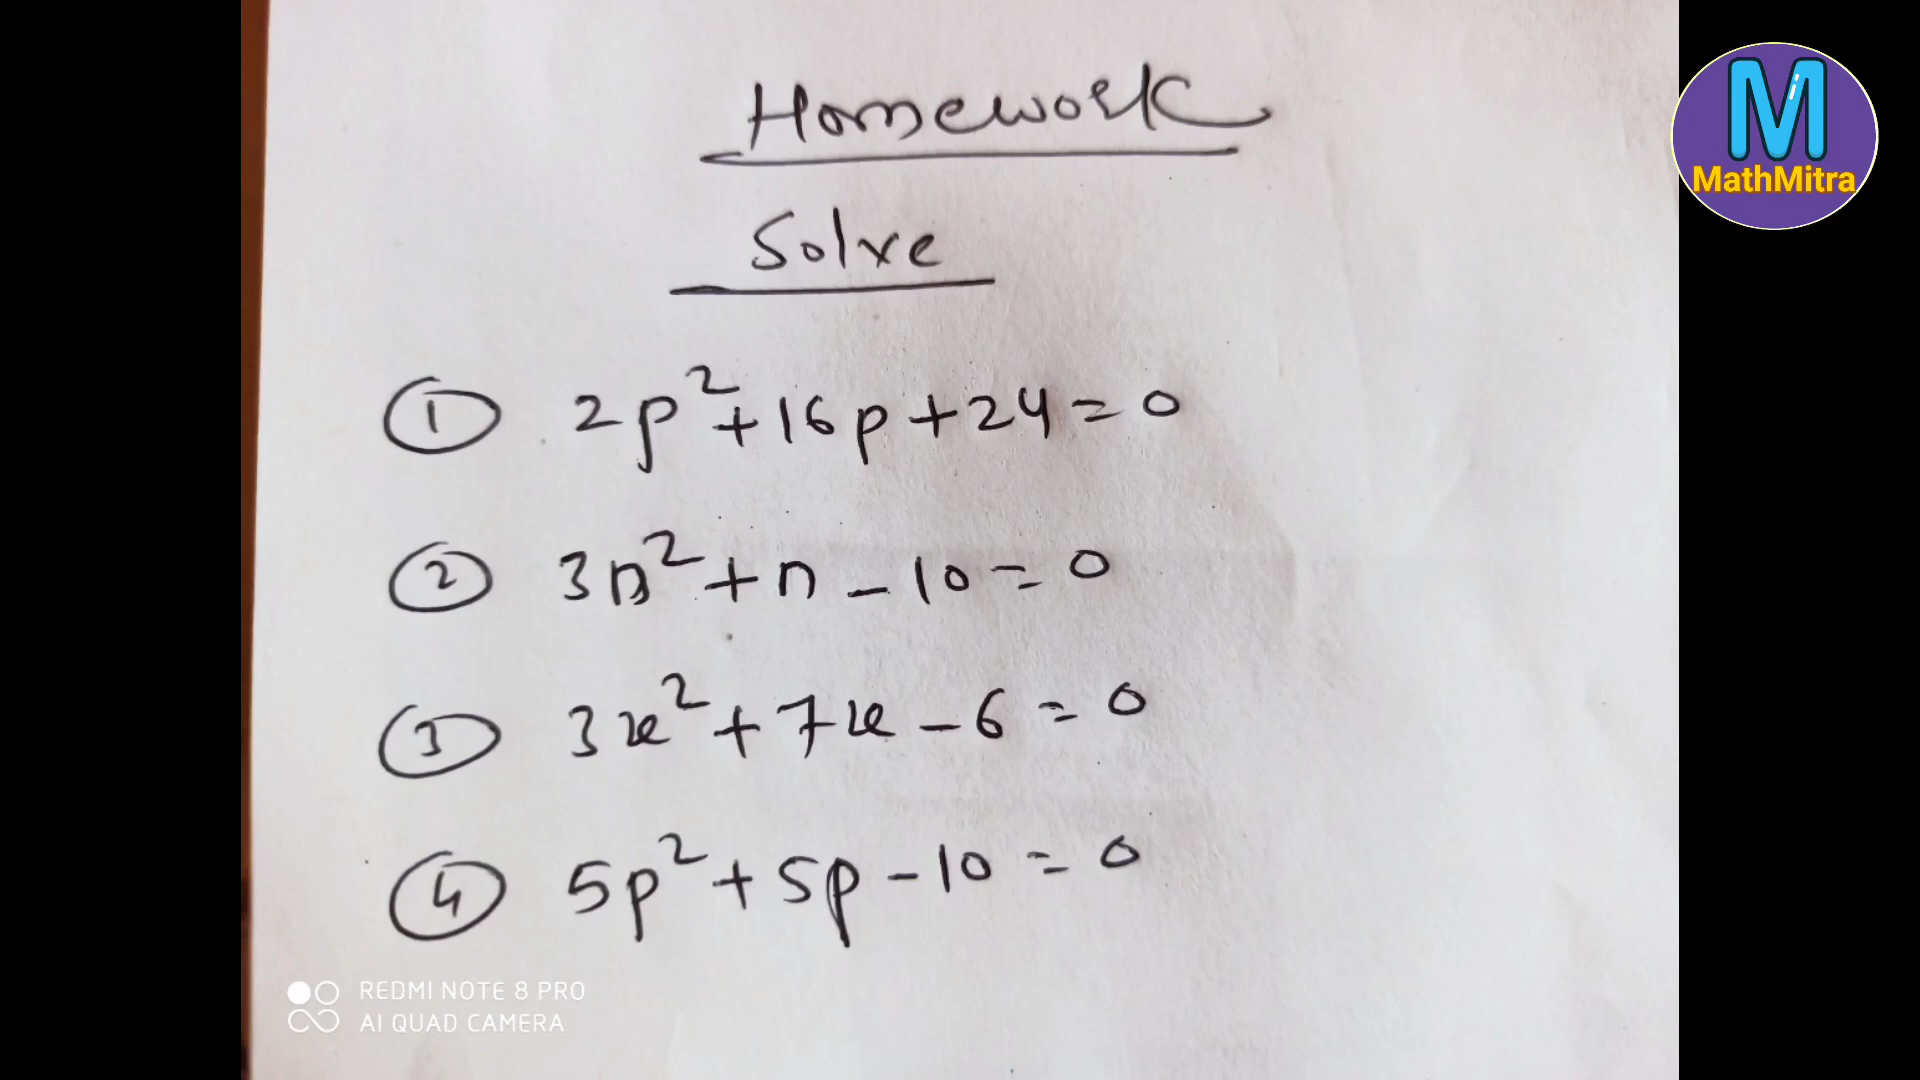 Homework
M
MathMitra
Solve
① 2p²+16p+24=0
② 3n²+n-10=0
③ 3x²+7x-6=0
④ 5p²+5p-10=0
REDMI NOTE 8 PRO
AI QUAD CAMERA